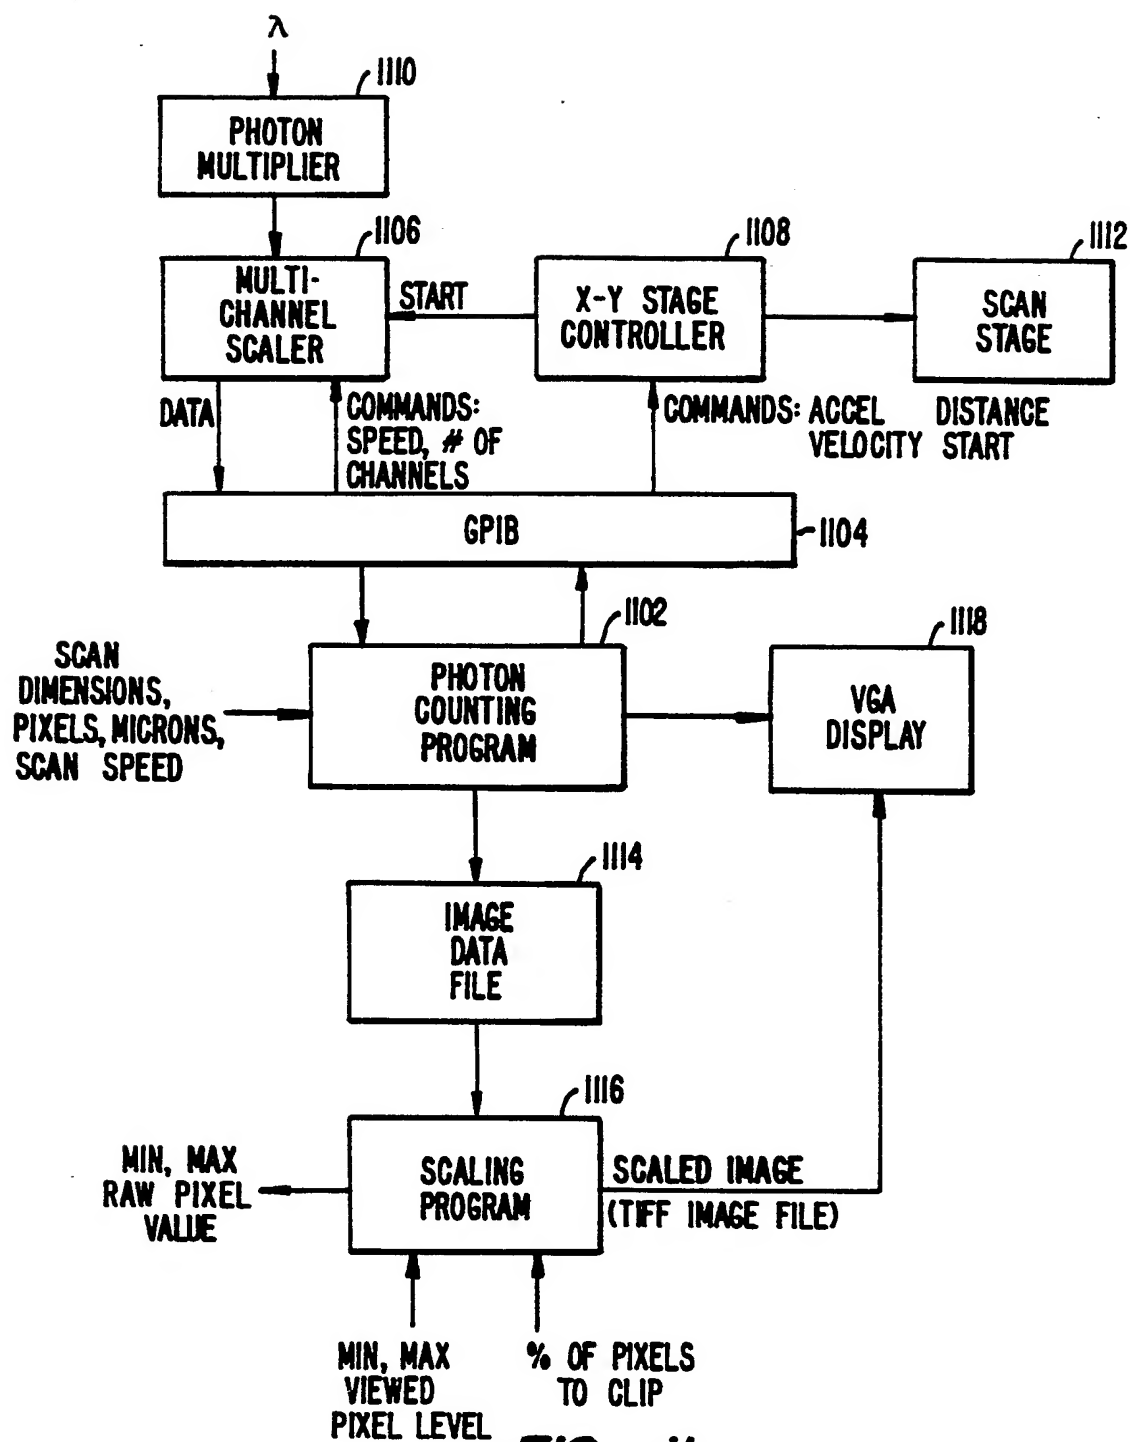 λ
1110
PHOTON
MULTIPLIER
1106
MULTI-
CHANNEL
SCALER
START
1108
X-Y STAGE
CONTROLLER
1112
SCAN
STAGE
DATA
COMMANDS:
SPEED, # OF
CHANNELS
COMMANDS: ACCEL DISTANCE
VELOCITY START
GPIB
1104
SCAN
DIMENSIONS,
PIXELS, MICRONS,
SCAN SPEED
1102
PHOTON
COUNTING
PROGRAM
1118
VGA
DISPLAY
1114
IMAGE
DATA
FILE
1116
SCALING
PROGRAM
MIN, MAX
RAW PIXEL
VALUE
SCALED IMAGE
(TIFF IMAGE FILE)
MIN, MAX
VIEWED
PIXEL LEVEL
% OF PIXELS
TO CLIP